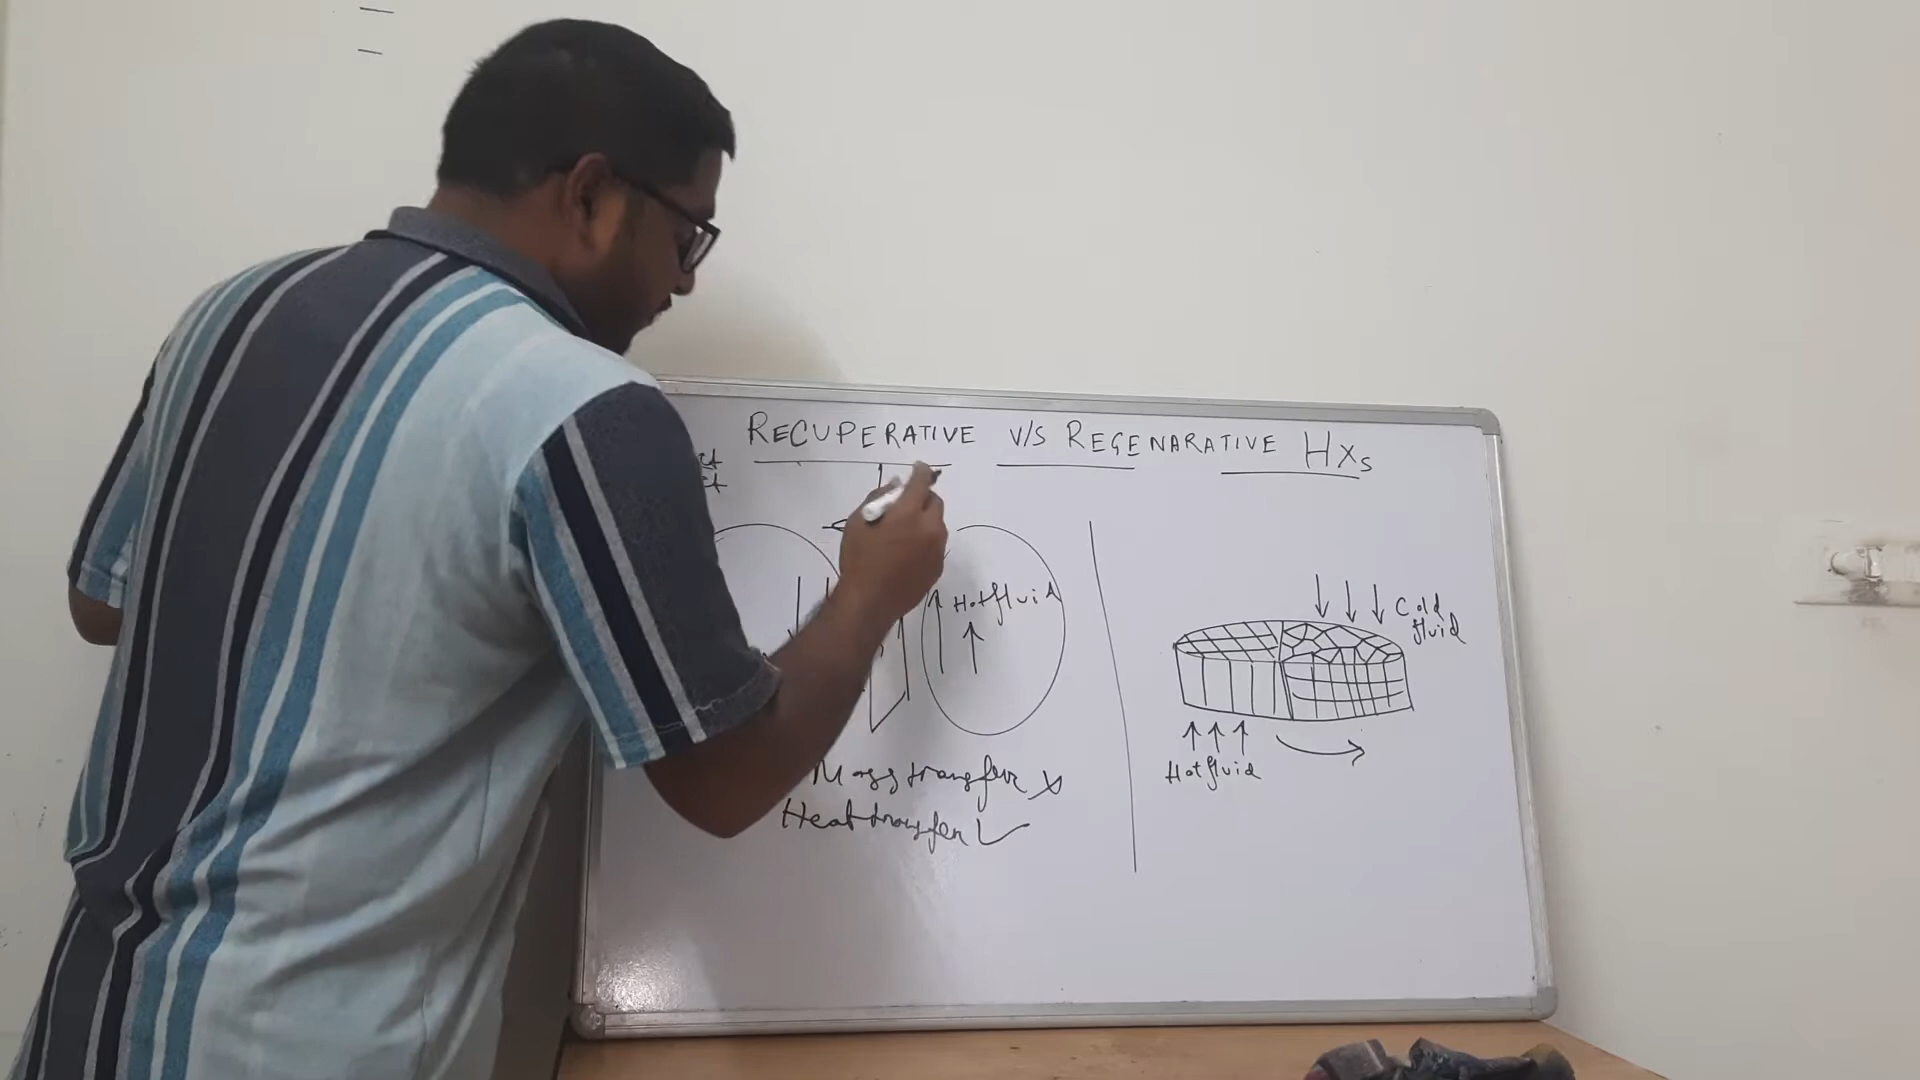 RECUPERATIVE V/S REGENARATIVE HXs
Hot fluid
Mass transfer X
Heat transfer ✓
Cold
fluid
Hot fluid